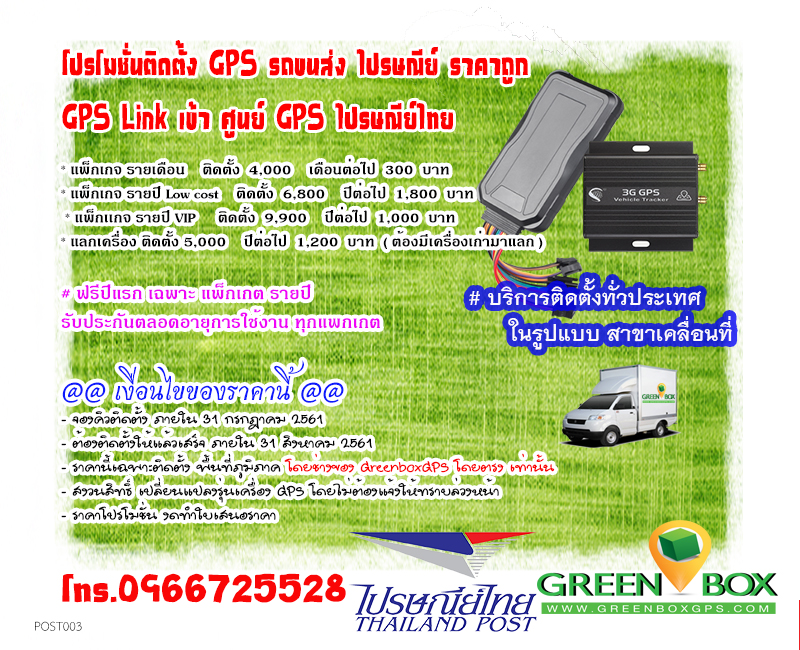 โปรโมชั่นติดตั้ง GPS รถขนส่ง ไปรษณีย์ ราคาถูก
GPS Link เข้า ศูนย์ GPS ไปรษณีย์ไทย
* แพ็กเกจ รายเดือน ติดตั้ง 4,000 เดือนต่อไป 300 บาท
* แพ็กเกจ รายปี Low cost ติดตั้ง 6,800 ปีต่อไป 1,800 บาท
* แพ็กเกจ รายปี VIP ติดตั้ง 9,900 ปีต่อไป 1,000 บาท
* แลกเครื่อง ติดตั้ง 5,000 ปีต่อไป 1,200 บาท ( ต้องมีเครื่องเก่ามาแลก )
3G GPS
Vehicle Tracker
# ฟรีปีแรก เฉพาะ แพ็กเกต รายปี
รับประกันตลอดอายุการใช้งาน ทุกแพกเกต
# บริการติดตั้งทั่วประเทศ
ในรูปแบบ สาขาเคลื่อนที่
@@ เงื่อนไขของราคานี้ @@
- จองคิวติดตั้ง ภายใน 31 กรกฎาคม 2561
- ต้องติดตั้งให้แล้วเสร็จ ภายใน 31 สิงหาคม 2561
- ราคานี้เฉพาะติดตั้ง พื้นที่ภูมิภาค โดยช่างของ GreenboxGPS โดยตรง เท่านั้น
- สงวนสิทธิ์ เปลี่ยนแปลงรุ่นเครื่อง GPS โดยไม่ต้องแจ้งให้ทราบล่วงหน้า
- ราคาโปรโมชั่น งดทำใบเสนอราคา
GREEN BOX
โทร.0966725528
ไปรษณีย์ไทย
THAILAND POST
GREEN BOX
WWW.GREENBOXGPS.COM
POST003